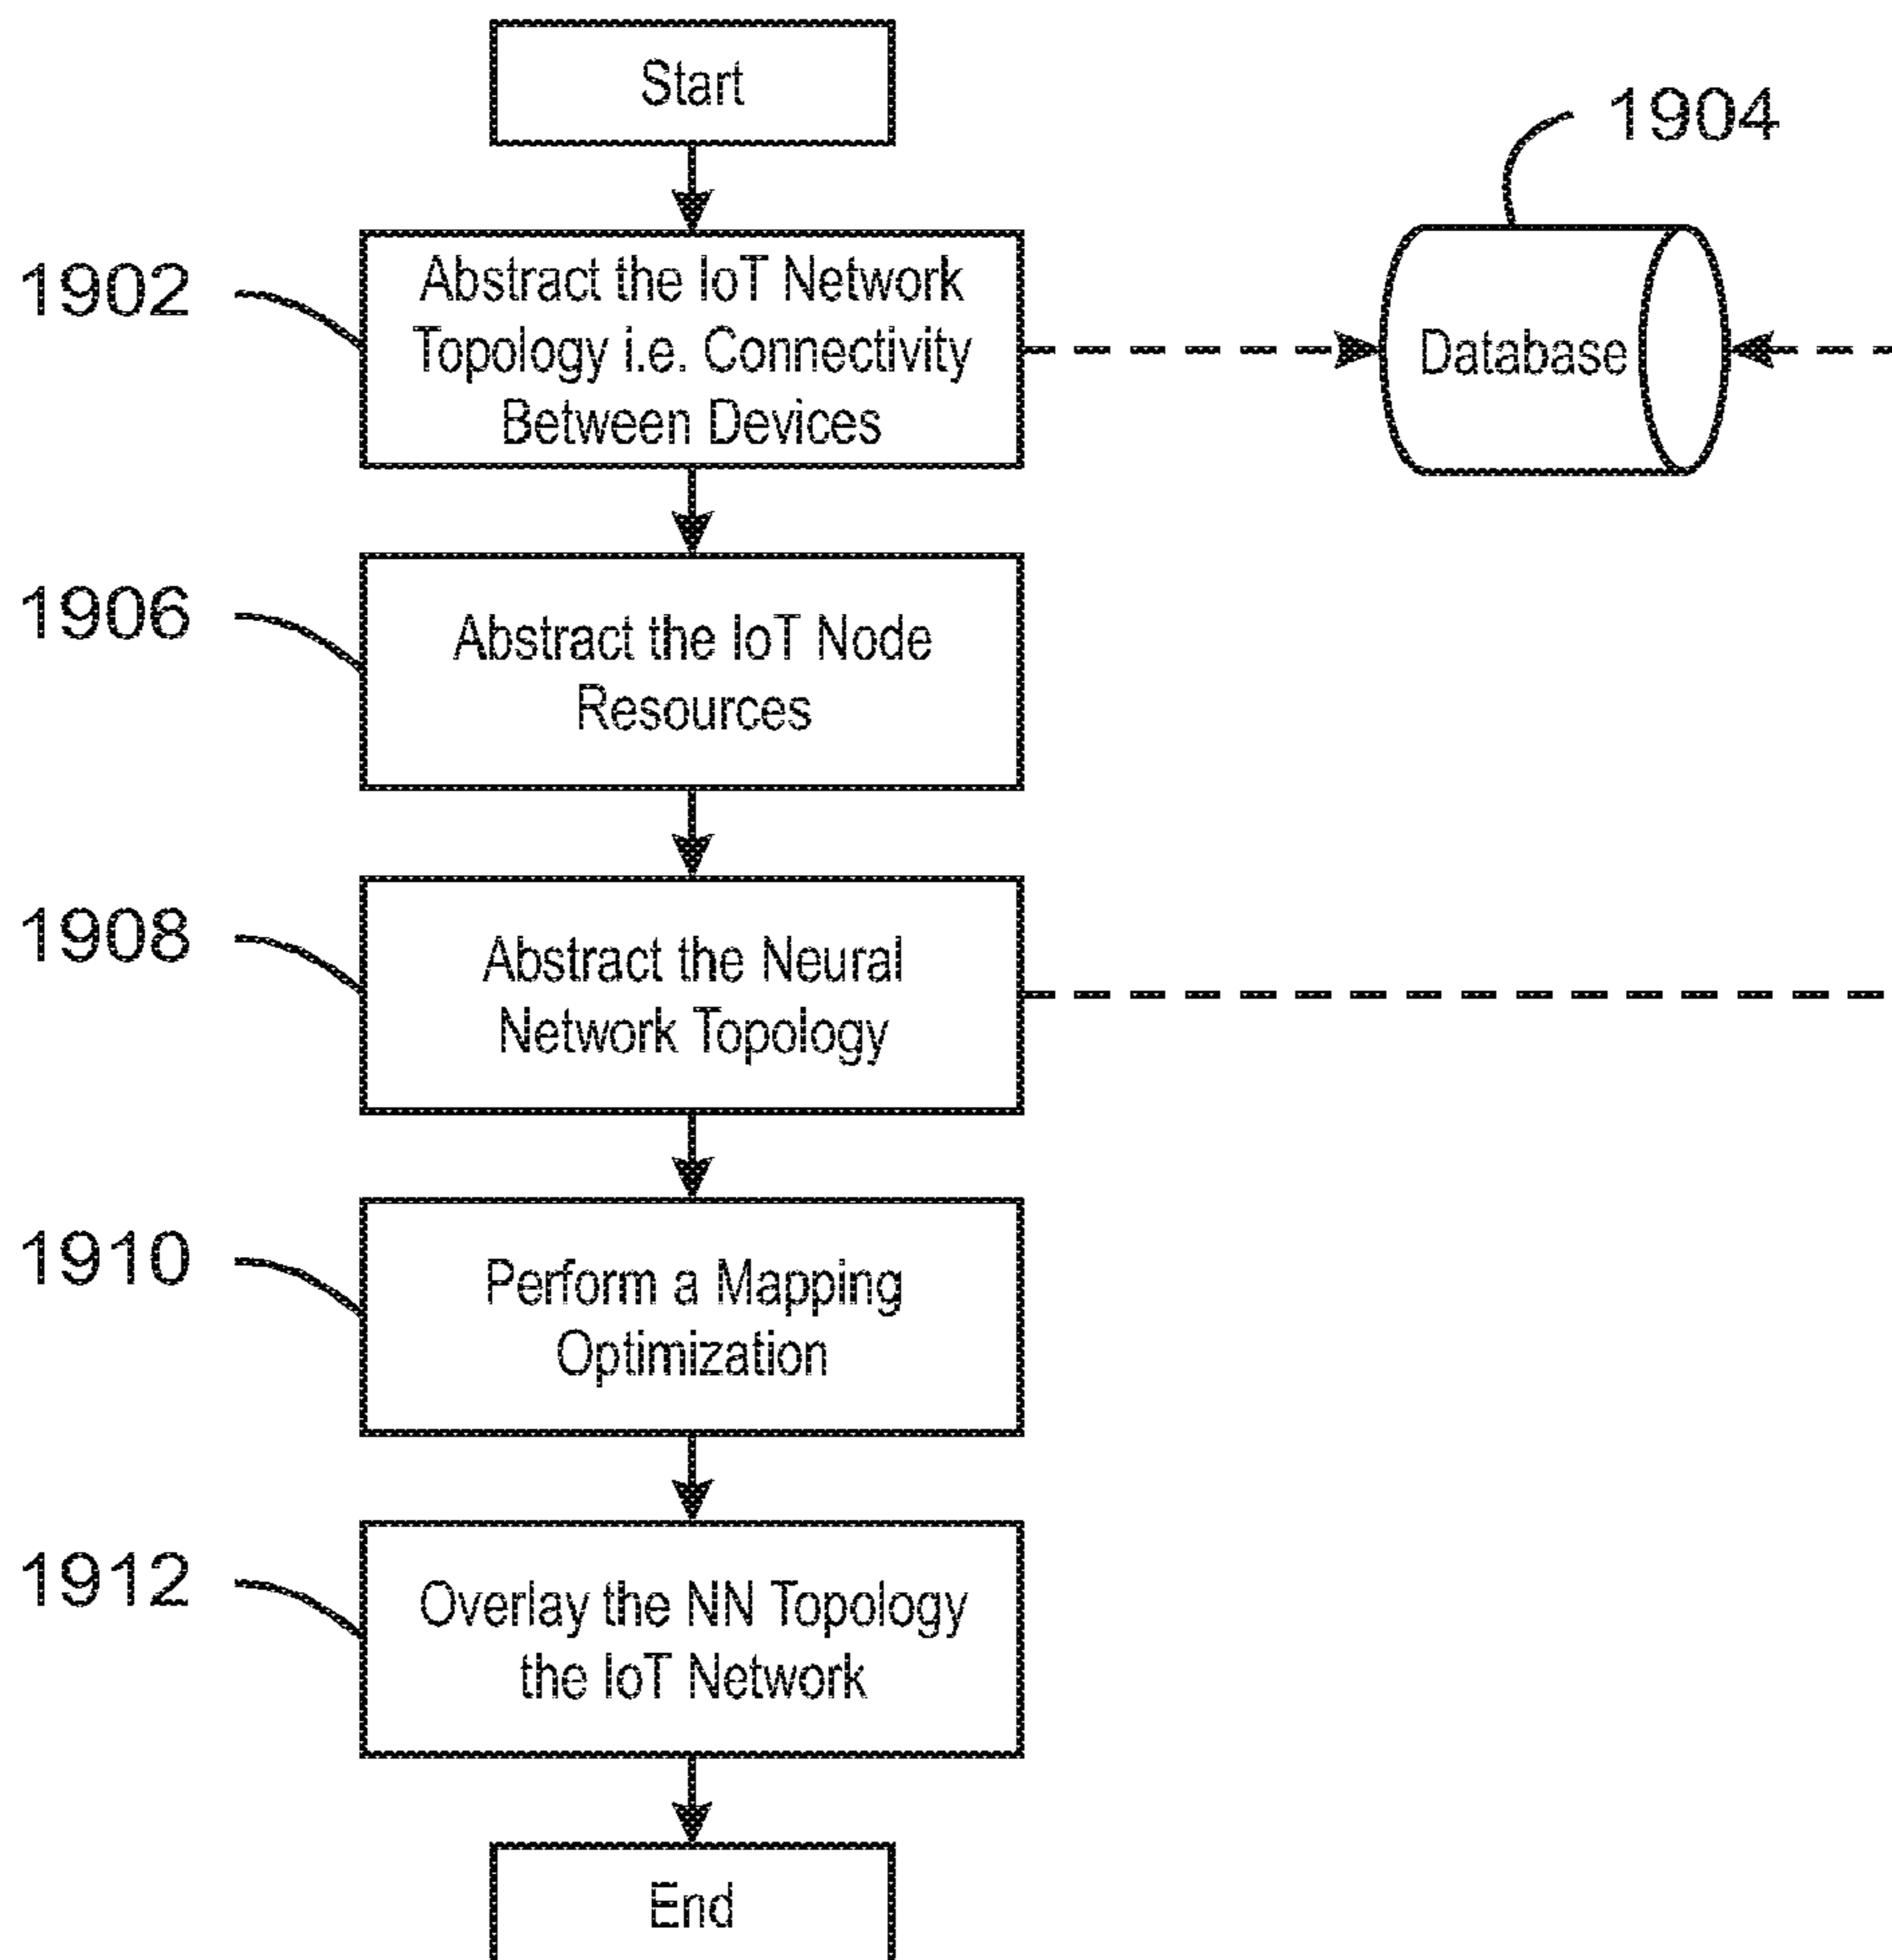 Start
1904
1902
Abstract the IoT Network
Topology i.e. Connectivity
Between Devices
Database
1906
Abstract the IoT Node
Resources
1908
Abstract the Neural
Network Topology
1910
Perform a Mapping
Optimization
1912
Overlay the NN Topology
the IoT Network
End